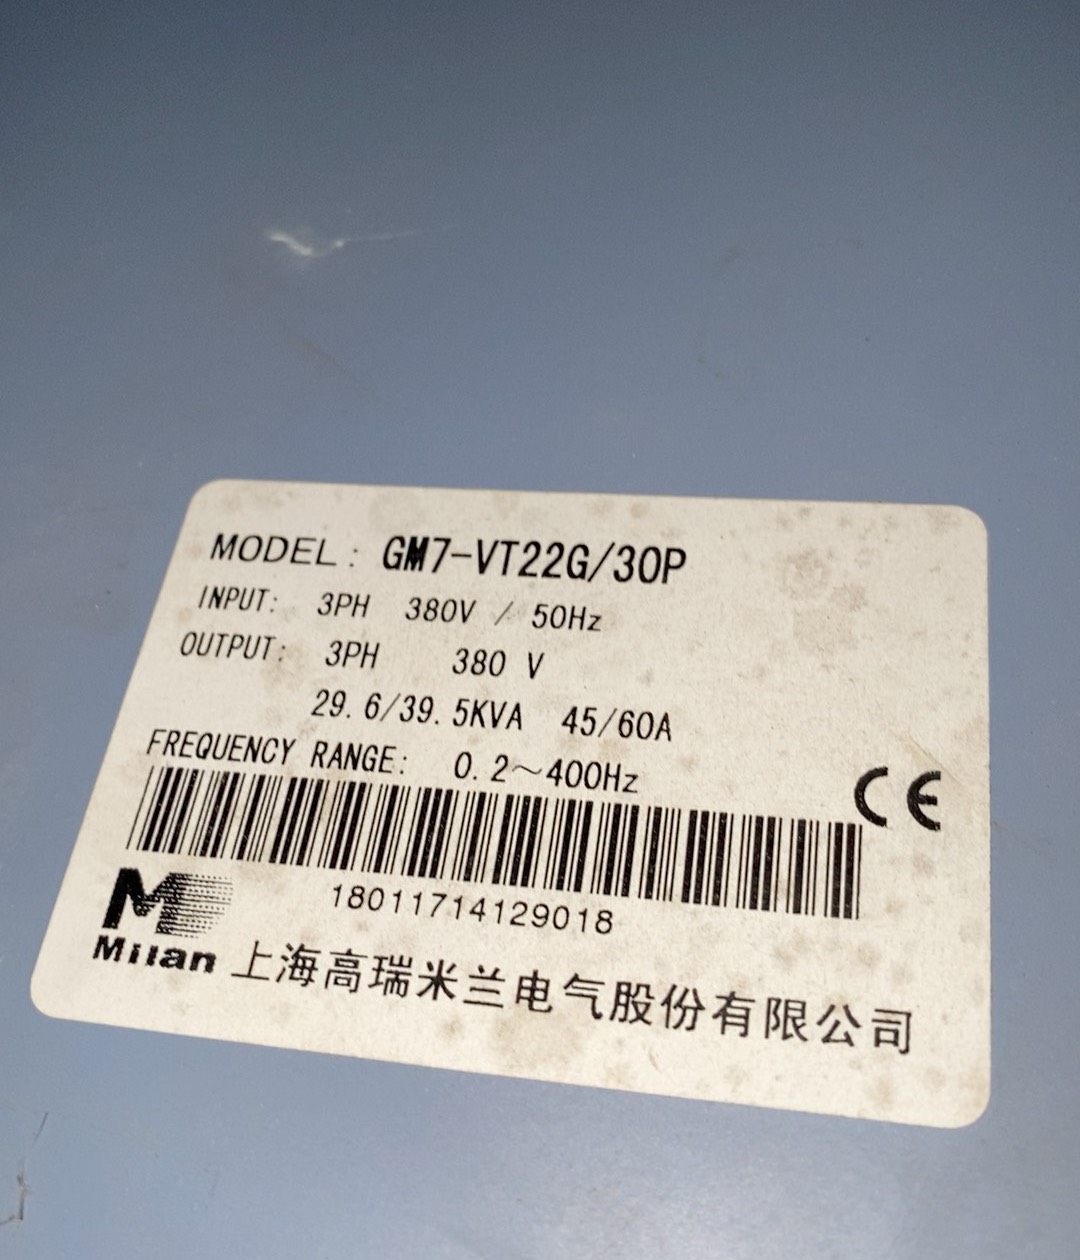 MODEL: GM7-VT22G/30P
INPUT: 3PH 380V / 50Hz
OUTPUT: 3PH 380 V
29.6/39.5KVA 45/60A
FREQUENCY RANGE: 0.2~400Hz
CE
18011714129018
Milan 上海高瑞米兰电气股份有限公司